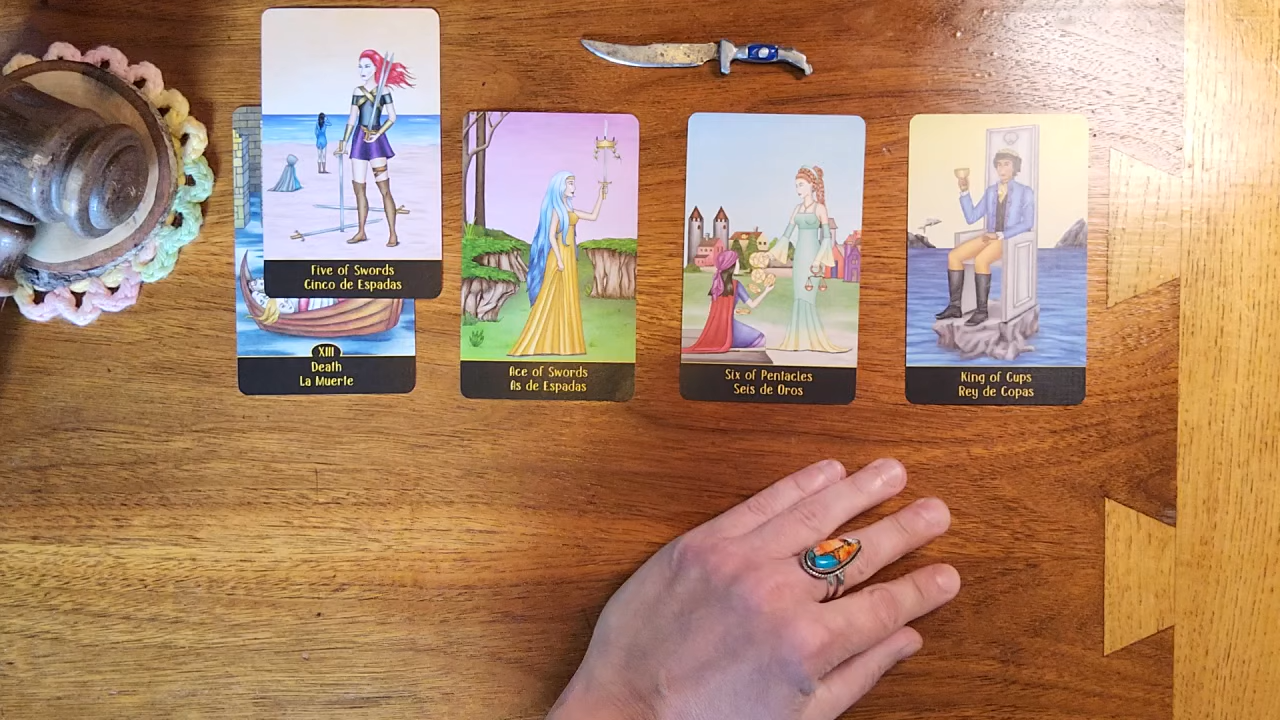 Five of Swords
Cinco de Espadas
XIII
Death
La Muerte
Ace of Swords
As de Espadas
Six of Pentacles
Seis de Oros
King of Cups
Rey de Copas